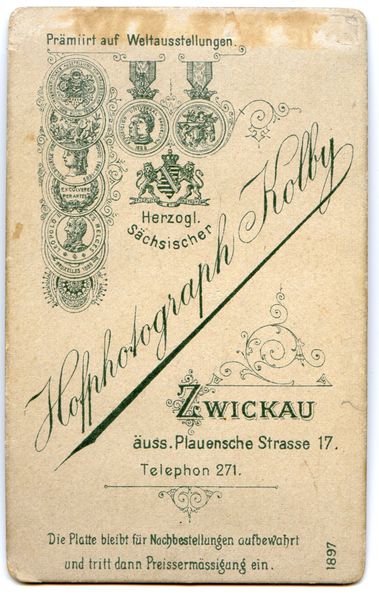 Prämiirt auf Weltausstellungen.
Herzogl.
Sächsischer
Hofphotograph Kolby
ZWICKAU
äuss. Plauensche Strasse 17.
Telephon 271.
Die Platte bleibt für Nachbestellungen aufbewahrt
und tritt dann Preisermässigung ein.
1897